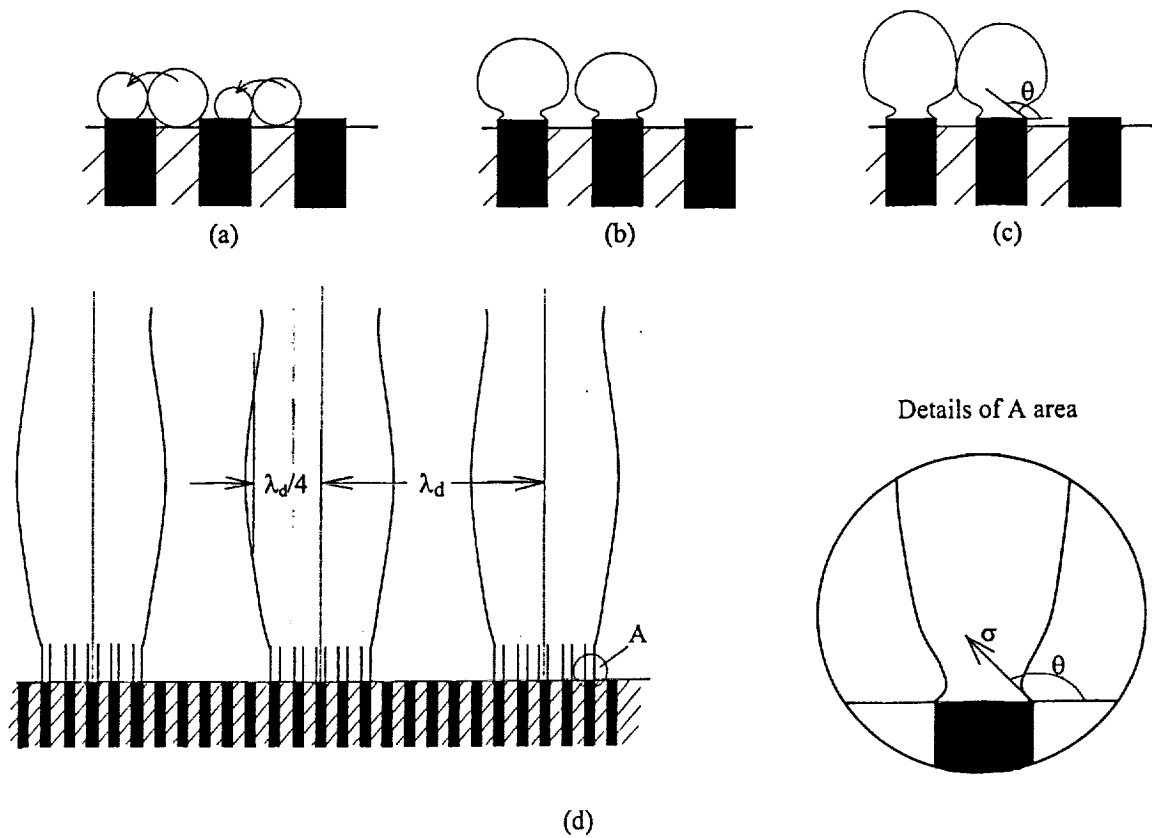 θ
(a)
(b)
(c)
λd/4
λd
A
Details of A area
σ
θ
(d)